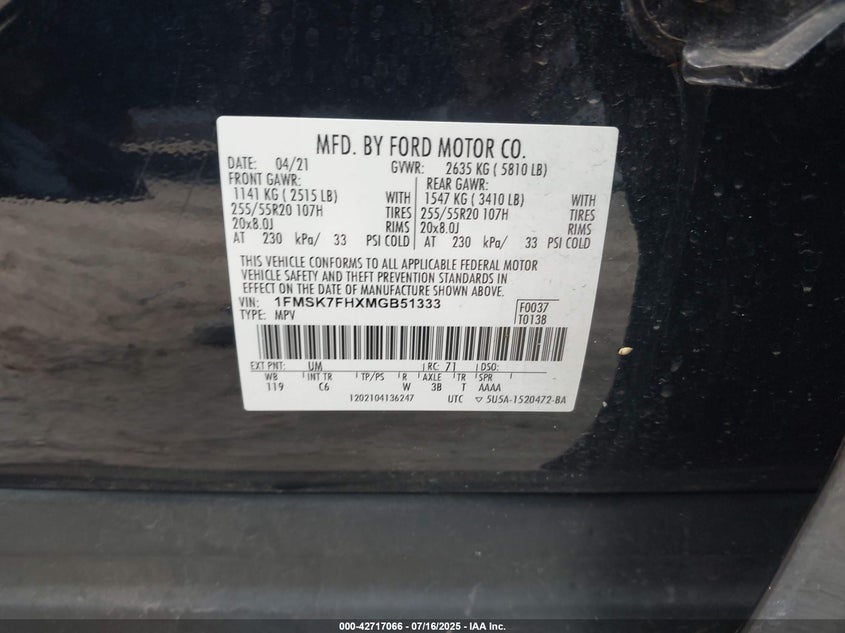 MFD. BY FORD MOTOR CO.
DATE: 04/21 GVWR: 2635 KG ( 5810 LB)
FRONT GAWR: REAR GAWR:
1141 KG ( 2515 LB) WITH 1547 KG ( 3410 LB) WITH
255/55R20 107H TIRES 255/55R20 107H TIRES
20x8.0J RIMS 20x8.0J RIMS
AT 230 kPa/ 33 PSI COLD AT 230 kPa/ 33 PSI COLD
THIS VEHICLE CONFORMS TO ALL APPLICABLE FEDERAL MOTOR
VEHICLE SAFETY AND THEFT PREVENTION STANDARDS IN
EFFECT ON THE DATE OF MANUFACTURE SHOWN ABOVE.
VIN: 1FMSK7FHXMGB51333 F0037
TYPE: MPV T0138
EXT PNT: UM RC: 71 DSO:
WB INT TR TP/PS R AXLE TR SPR
119 C6 W 3B T AAAA
1202104136247 UTC ▽ 5U5A-1520472-BA
000-42717066 - 07/16/2025 - IAA Inc.